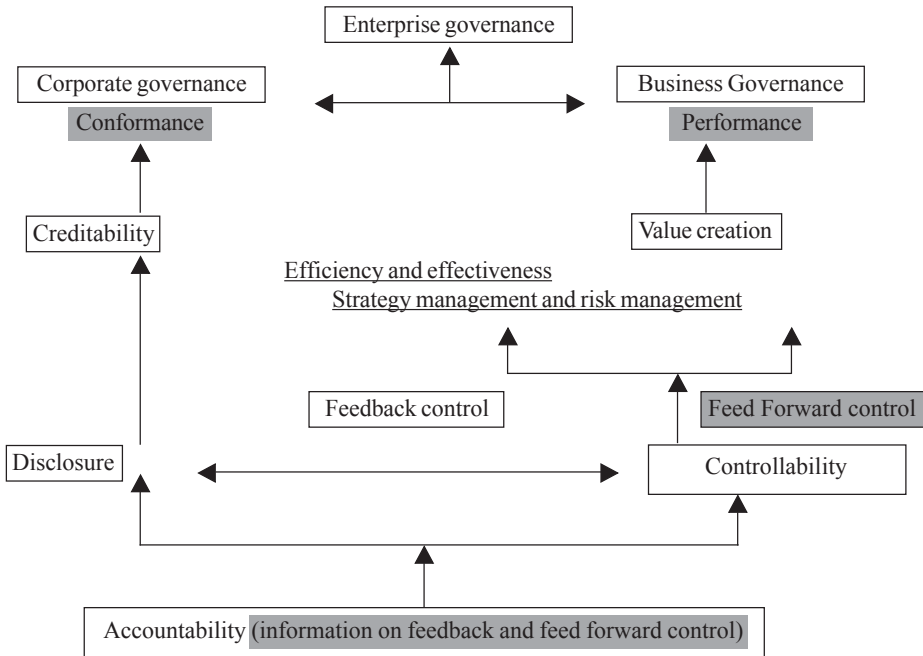 Enterprise governance
Corporate governance
Business Governance
Conformance
Performance
Creditability
Value creation
Efficiency and effectiveness
Strategy management and risk management
Feedback control
Feed Forward control
Disclosure
Controllability
Accountability (information on feedback and feed forward control)